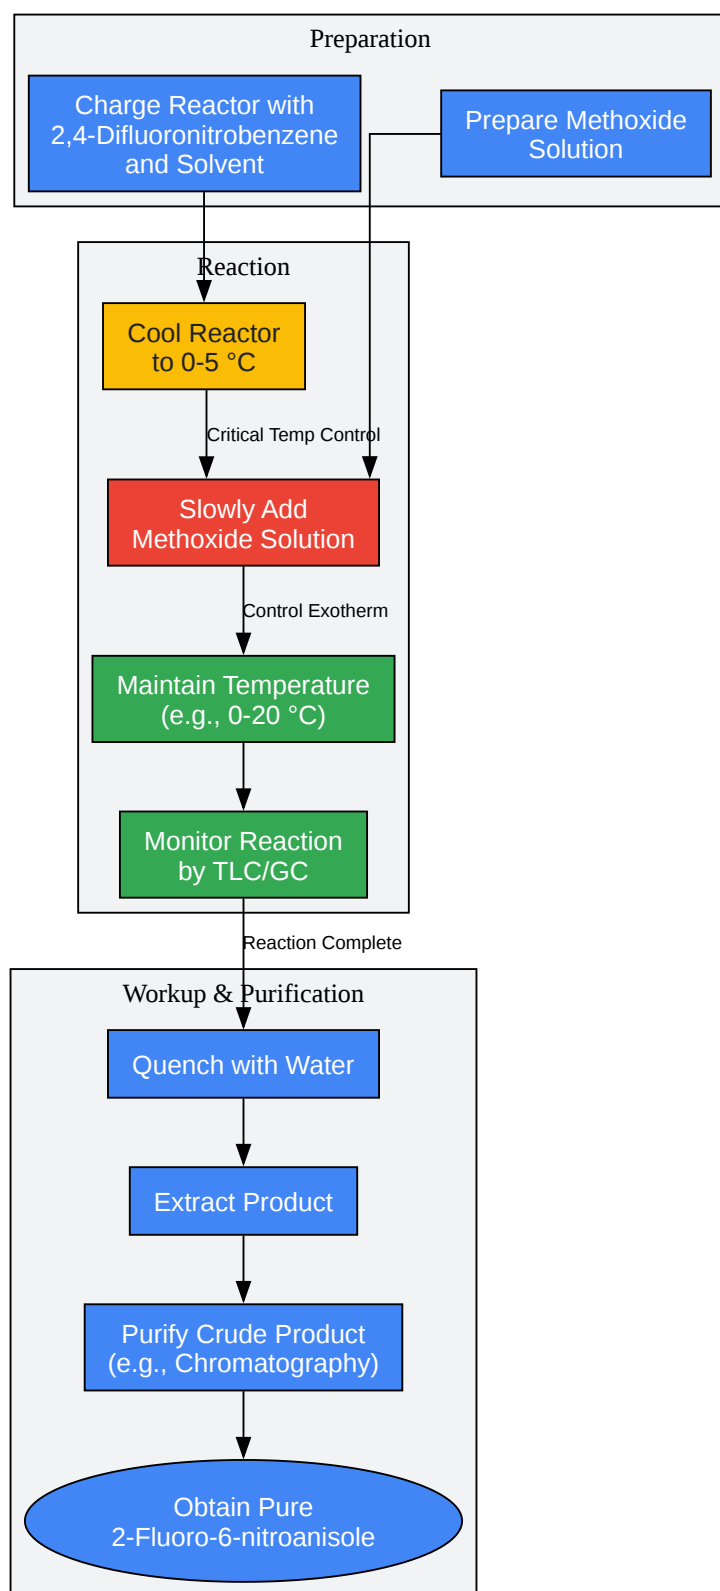 Preparation
Charge Reactor with
2,4-Difluoronitrobenzene
and Solvent
Prepare Methoxide
Solution
Reaction
Cool Reactor
to 0-5 °C
Critical Temp Control
Slowly Add
Methoxide Solution
Control Exotherm
Maintain Temperature
(e.g., 0-20 °C)
Monitor Reaction
by TLC/GC
Reaction Complete
Workup & Purification
Quench with Water
Extract Product
Purify Crude Product
(e.g., Chromatography)
Obtain Pure
2-Fluoro-6-nitroanisole